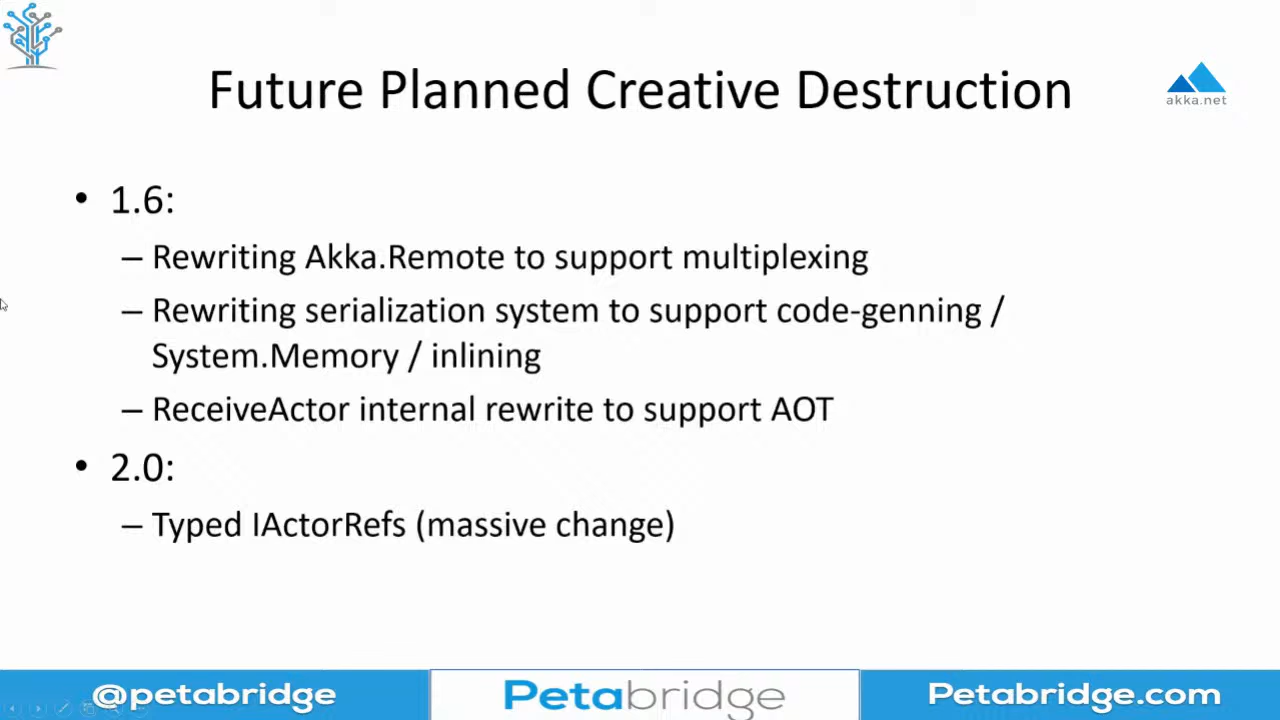 Future Planned Creative Destruction
akka.net
• 1.6:
– Rewriting Akka.Remote to support multiplexing
– Rewriting serialization system to support code-genning /
System.Memory / inlining
– ReceiveActor internal rewrite to support AOT
• 2.0:
– Typed IActorRefs (massive change)
@petabridge
Petabridge
Petabridge.com